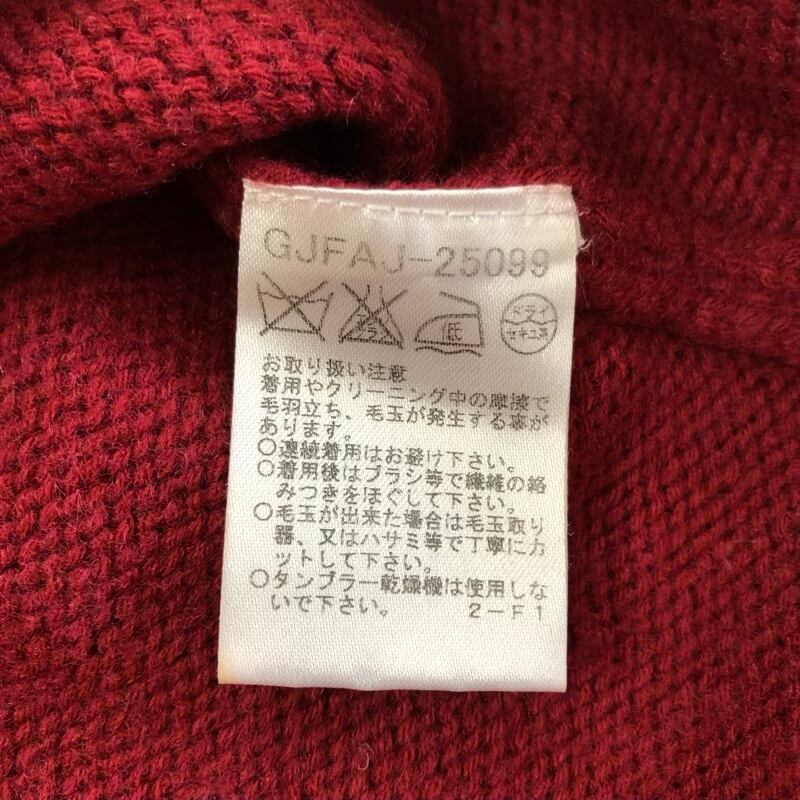 GJFAJ-25099
エンソ
サラシ
低
ドライ
セキユ系
お取り扱い注意
着用やクリーニング中の摩擦で
毛羽立ち、毛玉が発生する事が
あります。
○連続着用はお避け下さい。
○着用後はブラシ等で繊維の絡
みつきをほぐして下さい。
○毛玉が出来た場合は毛玉取り
器、又はハサミ等で丁寧にカ
ットして下さい。
○タンブラー乾燥機は使用しな
いで下さい。 2-F1